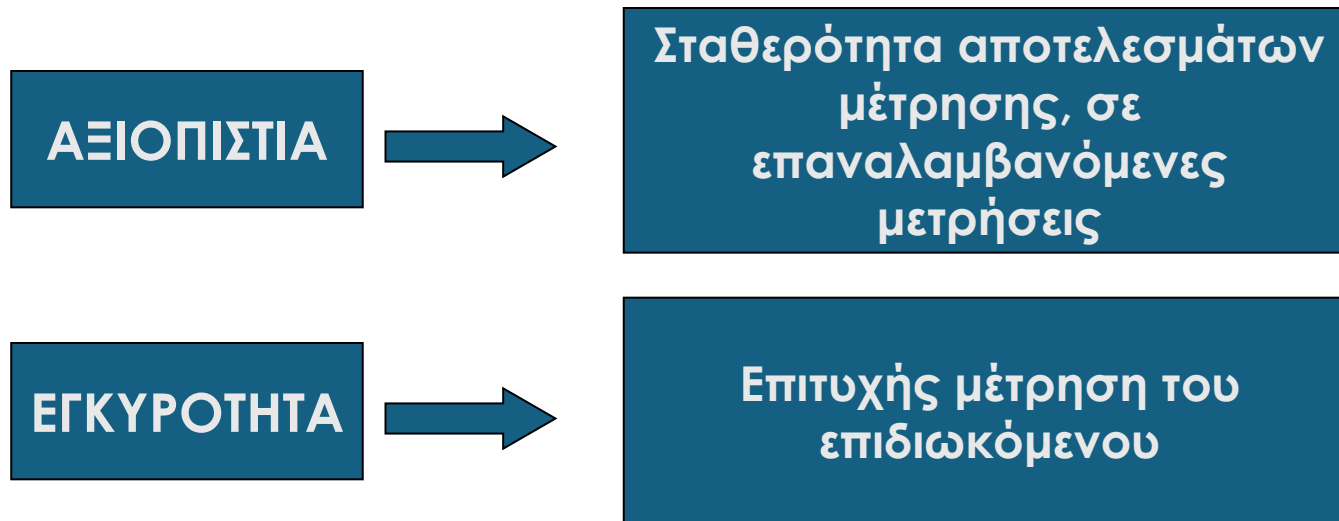 ΑΞΙΟΠΙΣΤΙΑ
Σταθερότητα αποτελεσμάτων
μέτρησης, σε
επαναλαμβανόμενες
μετρήσεις
ΕΓΚΥΡΟΤΗΤΑ
Επιτυχής μέτρηση του
επιδιωκόμενου